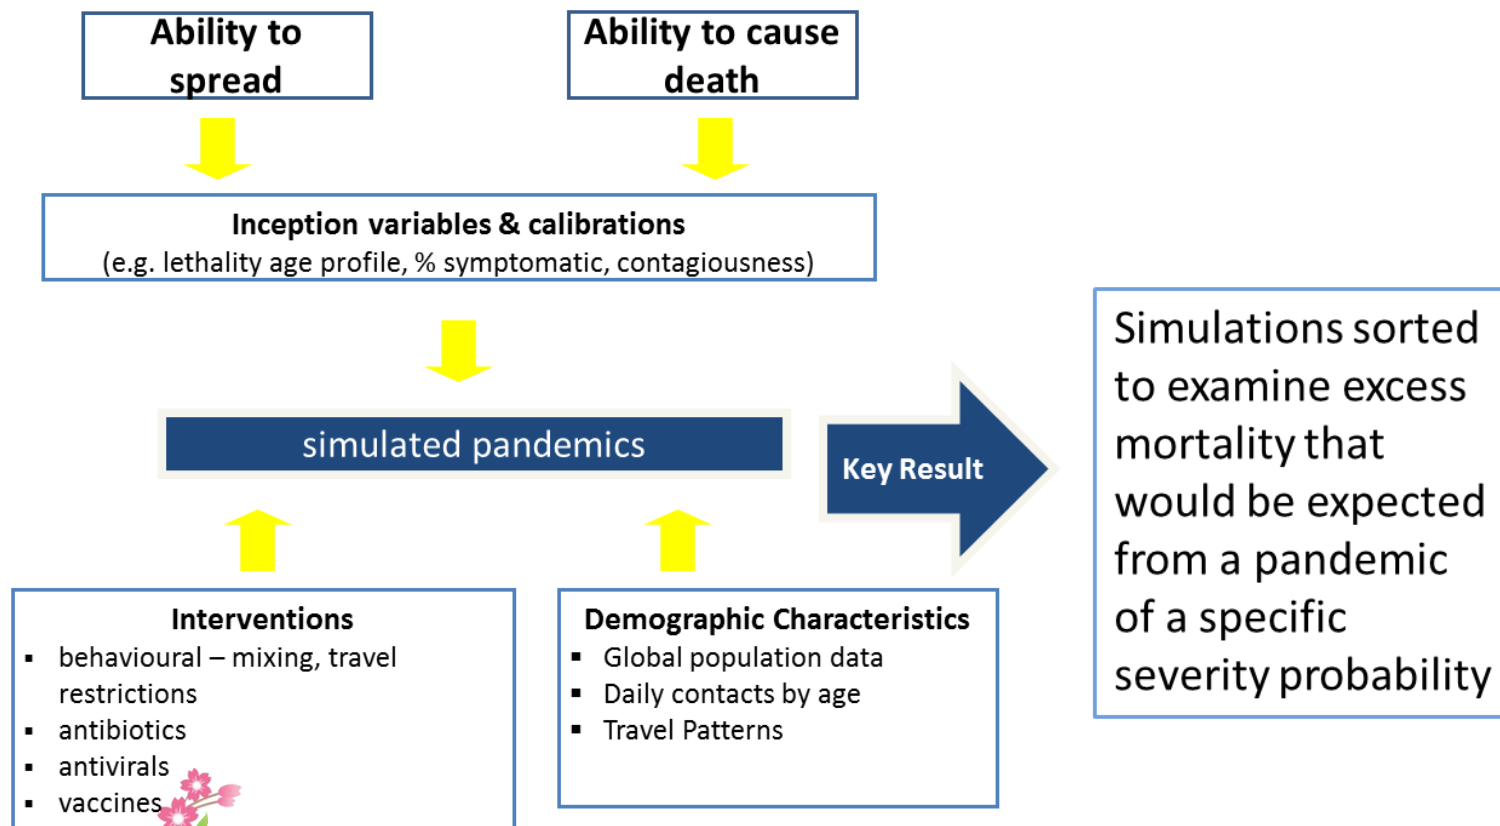 Ability to
spread
Ability to cause
death
Inception variables & calibrations
(e.g. lethality age profile, % symptomatic, contagiousness)
simulated pandemics
Key Result
Simulations sorted
to examine excess
mortality that
would be expected
from a pandemic
of a specific
severity probability
Interventions
▪ behavioural – mixing, travel
restrictions
▪ antibiotics
▪ antivirals
▪ vaccines
Demographic Characteristics
▪ Global population data
▪ Daily contacts by age
▪ Travel Patterns